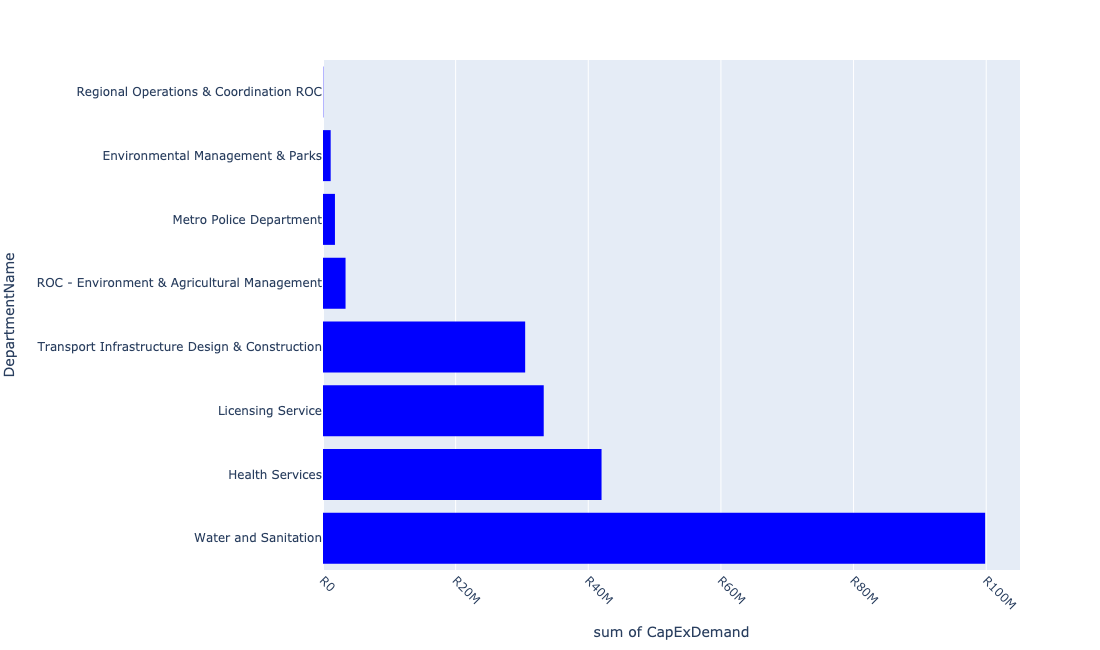 Regional Operations & Coordination ROC
Environmental Management & Parks
Metro Police Department
ROC - Environment & Agricultural Management
Transport Infrastructure Design & Construction
Licensing Service
Health Services
Water and Sanitation
DepartmentName
R0
R20M
R40M
R60M
R80M
R100M
sum of CapExDemand